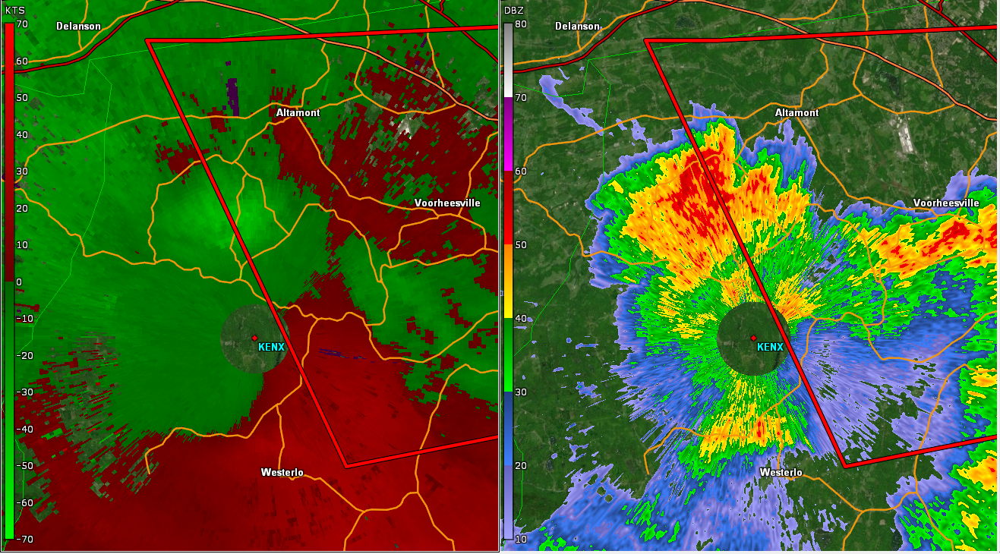 KTS
70
60
50
40
30
20
10
0
-10
-20
-30
-40
-50
-60
-70
Delanson
Altamont
Voorheesville
KENX
Westerlo
DBZ
80
70
60
50
40
30
20
10
Delanson
Altamont
Voorheesville
KENX
Westerlo